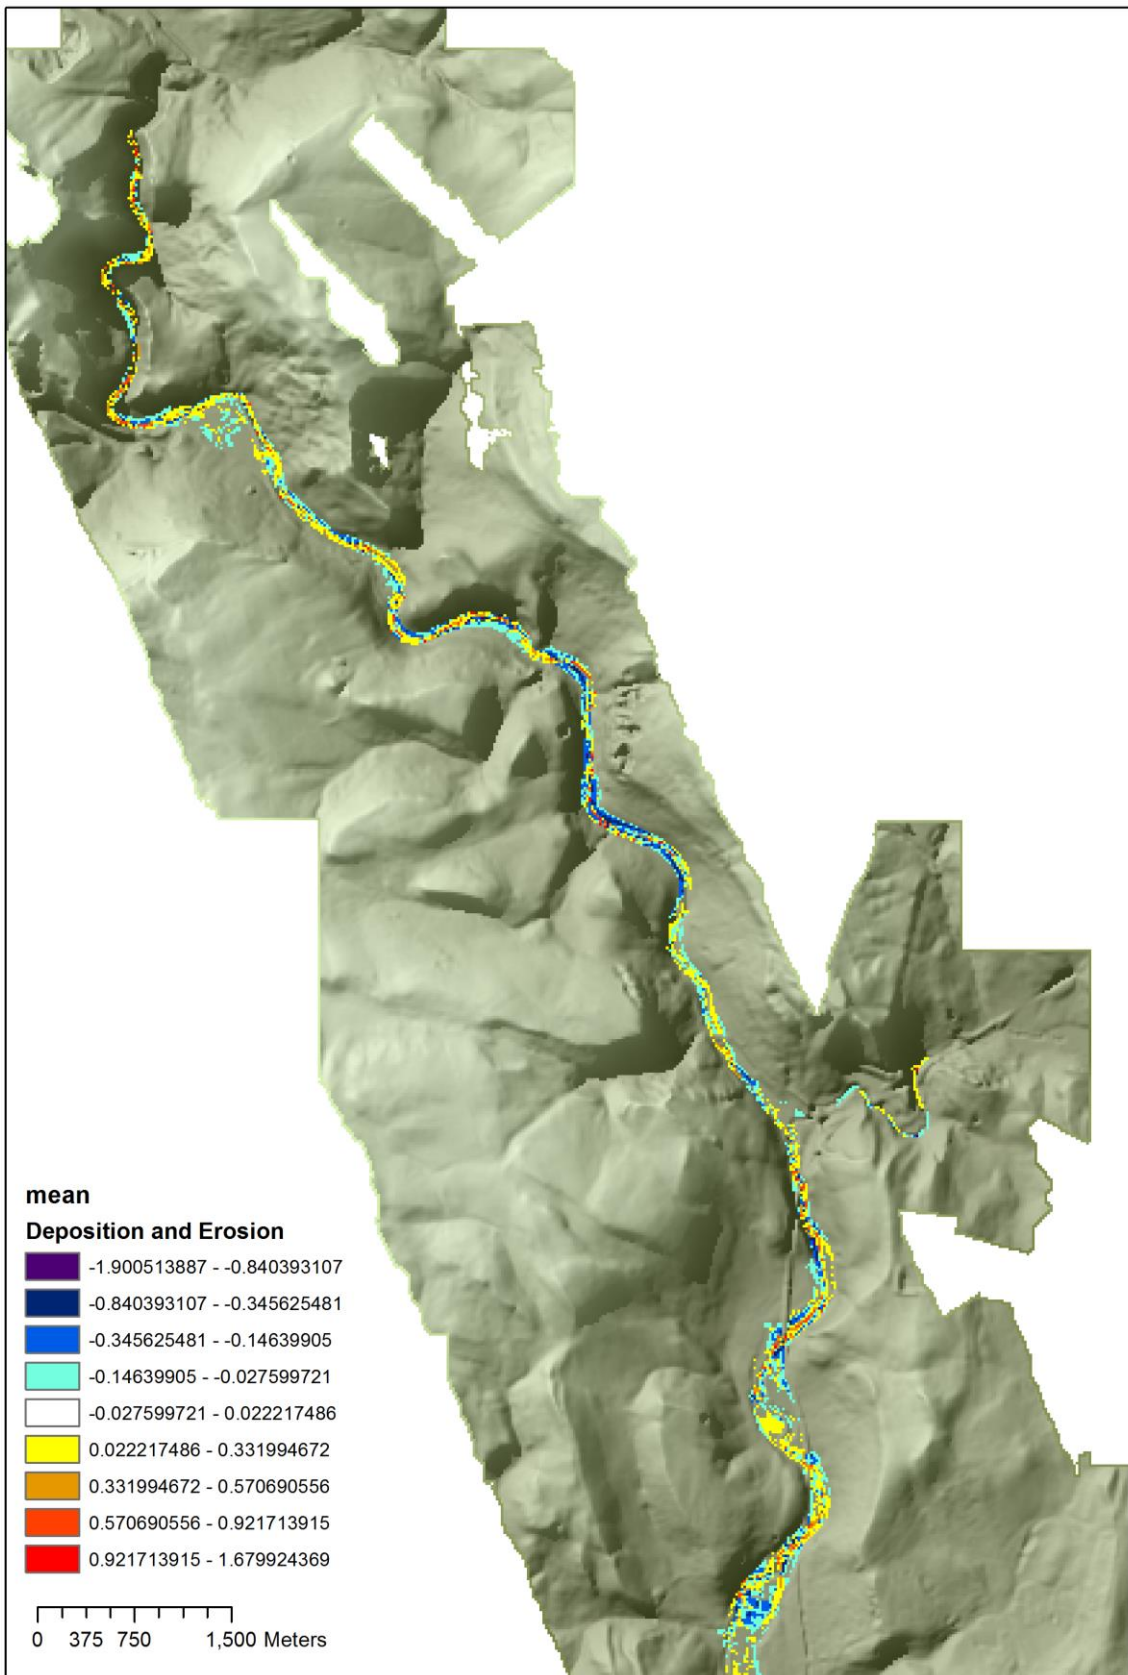 mean
Deposition and Erosion
-1.900513887 - -0.840393107
-0.840393107 - -0.345625481
-0.345625481 - -0.14639905
-0.14639905 - -0.027599721
-0.027599721 - 0.022217486
0.022217486 - 0.331994672
0.331994672 - 0.570690556
0.570690556 - 0.921713915
0.921713915 - 1.679924369
0 375 750 1,500 Meters